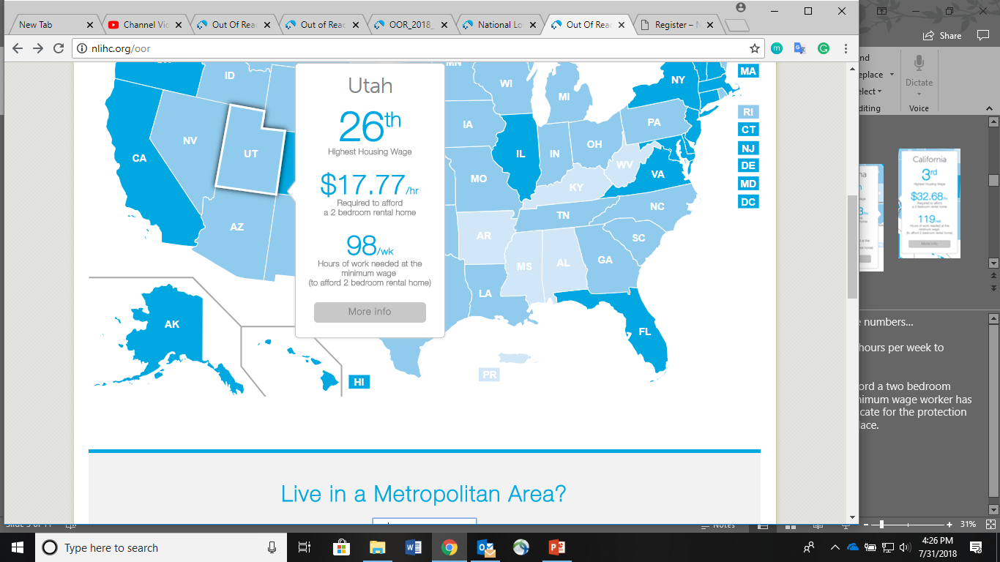 New Tab
Channel Vic
Out Of Reac
Out of Reac
OOR_2018_
National Lo
Out Of Reac
Register – N
nlihc.org/oor
Share
nd
eplace
elect
diting
Dictate
Voice
Utah
26th
Highest Housing Wage
$17.77/hr
Required to afford
a 2 bedroom rental home
98/wk
Hours of work needed at the
minimum wage
(to afford 2 bedroom rental home)
More info
ID
MN
WI
MI
NY
MA
RI
CT
NJ
DE
MD
DC
CA
NV
UT
IA
IL
IN
OH
PA
WV
VA
MO
KY
AZ
TN
NC
AR
SC
MS
AL
GA
LA
FL
AK
HI
PR
California
3rd
Highest Housing Wage
$32.68/hr
Required to afford
a 2 bedroom rental home
119/wk
Hours of work needed at the
minimum wage
(to afford 2 bedroom rental home)
More info
e numbers...
hours per week to
ord a two bedroom
nimum wage worker has
cate for the protection
lace.
Live in a Metropolitan Area?
Notes
31%
Type here to search
4:26 PM
7/31/2018